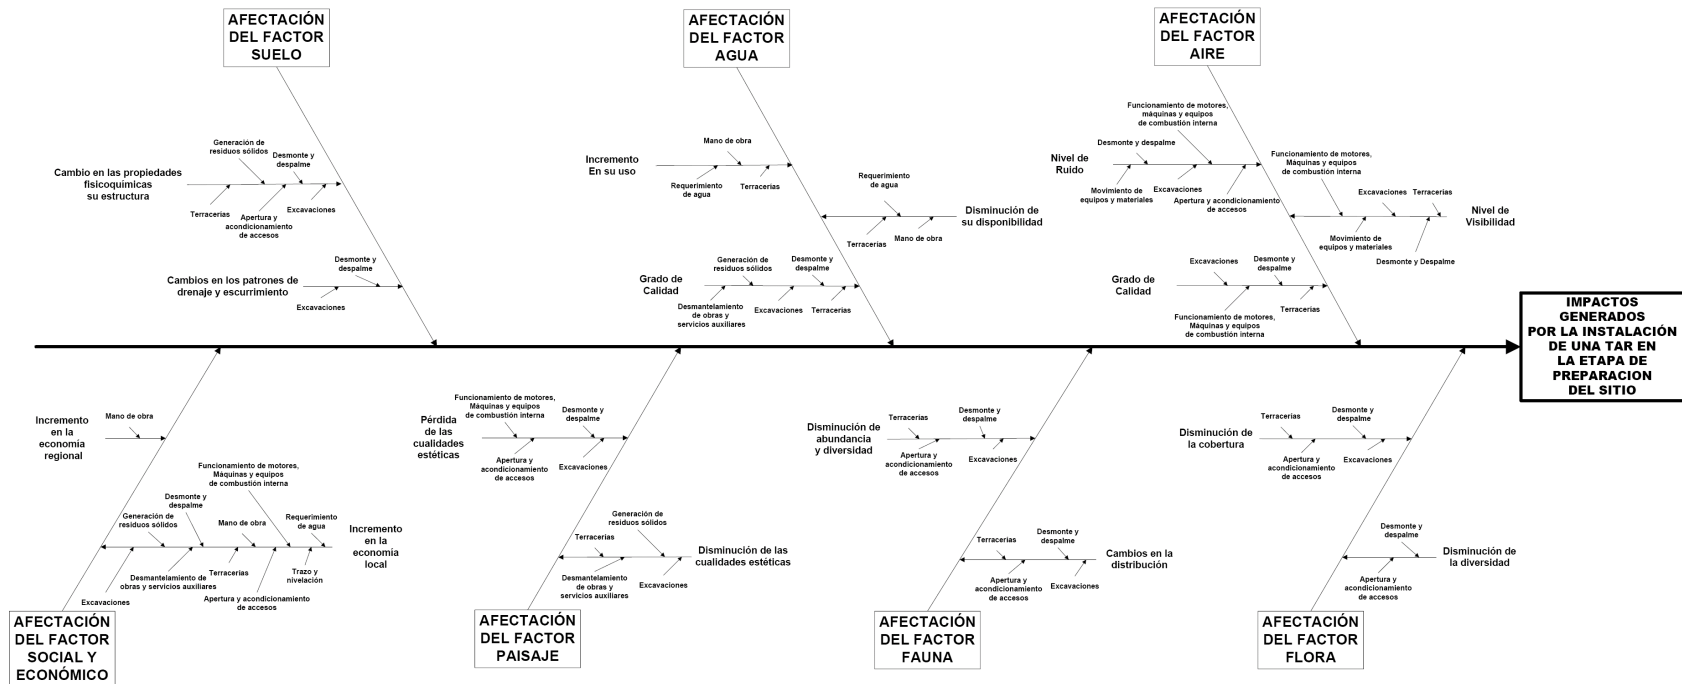 AFECTACIÓN
DEL FACTOR
SUELO
Generación de
residuos sólidos
Desmonte y
despalme
Cambio en las propiedades
fisicoquímicas
su estructura
Terracerías
Apertura y
acondicionamiento
de accesos
Excavaciones
Desmonte y
despalme
Cambios en los patrones de
drenaje y escurrimiento
Excavaciones
AFECTACIÓN
DEL FACTOR
AGUA
Mano de obra
Incremento
En su uso
Requerimiento
de agua
Terracerías
Requerimiento
de agua
Disminución de
su disponibilidad
Terracerías
Mano de obra
Generación de
residuos sólidos
Desmonte y
despalme
Grado de
Calidad
Desmantelamiento
de obras y
servicios auxiliares
Excavaciones
Terracerías
AFECTACIÓN
DEL FACTOR
AIRE
Funcionamiento de motores,
máquinas y equipos
de combustión interna
Desmonte y despalme
Nivel de
Ruido
Movimiento de
equipos y materiales
Excavaciones
Apertura y acondicionamiento
de accesos
Funcionamiento de motores,
Máquinas y equipos
de combustión interna
Excavaciones
Terracerías
Nivel de
Visibilidad
Movimiento de
equipos y materiales
Desmonte y Despalme
Excavaciones
Desmonte y
despalme
Grado de
Calidad
Funcionamiento de motores,
Máquinas y equipos
de combustión interna
Terracerías
IMPACTOS
GENERADOS
POR LA INSTALACIÓN
DE UNA TAR EN
LA ETAPA DE
PREPARACION
DEL SITIO
Mano de obra
Incremento
en la
economía
regional
Funcionamiento de motores,
Máquinas y equipos
de combustión interna
Desmonte y
despalme
Generación de
residuos sólidos
Mano de obra
Requerimiento
de agua
Incremento
en la
economía
local
Excavaciones
Desmantelamiento de
obras y servicios auxiliares
Terracerías
Apertura y acondicionamiento
de accesos
Trazo y
nivelación
AFECTACIÓN
DEL FACTOR
SOCIAL Y
ECONÓMICO
Funcionamiento de motores,
Máquinas y equipos
de combustión interna
Desmonte y
despalme
Pérdida
de las
cualidades
estéticas
Apertura y
acondicionamiento
de accesos
Excavaciones
Generación de
residuos sólidos
Terracerías
Disminución de las
cualidades estéticas
Desmantelamiento
de obras y
servicios auxiliares
Excavaciones
AFECTACIÓN
DEL FACTOR
PAISAJE
Terracerías
Desmonte y
despalme
Disminución de
abundancia
y diversidad
Apertura y
acondicionamiento
de accesos
Excavaciones
Terracerías
Desmonte y
despalme
Cambios en la
distribución
Apertura y
acondicionamiento
de accesos
Excavaciones
AFECTACIÓN
DEL FACTOR
FAUNA
Terracerías
Desmonte y
despalme
Disminución de
la cobertura
Apertura y
acondicionamiento
de accesos
Excavaciones
Desmonte y
despalme
Disminución de
la diversidad
Apertura y
acondicionamiento
de accesos
AFECTACIÓN
DEL FACTOR
FLORA